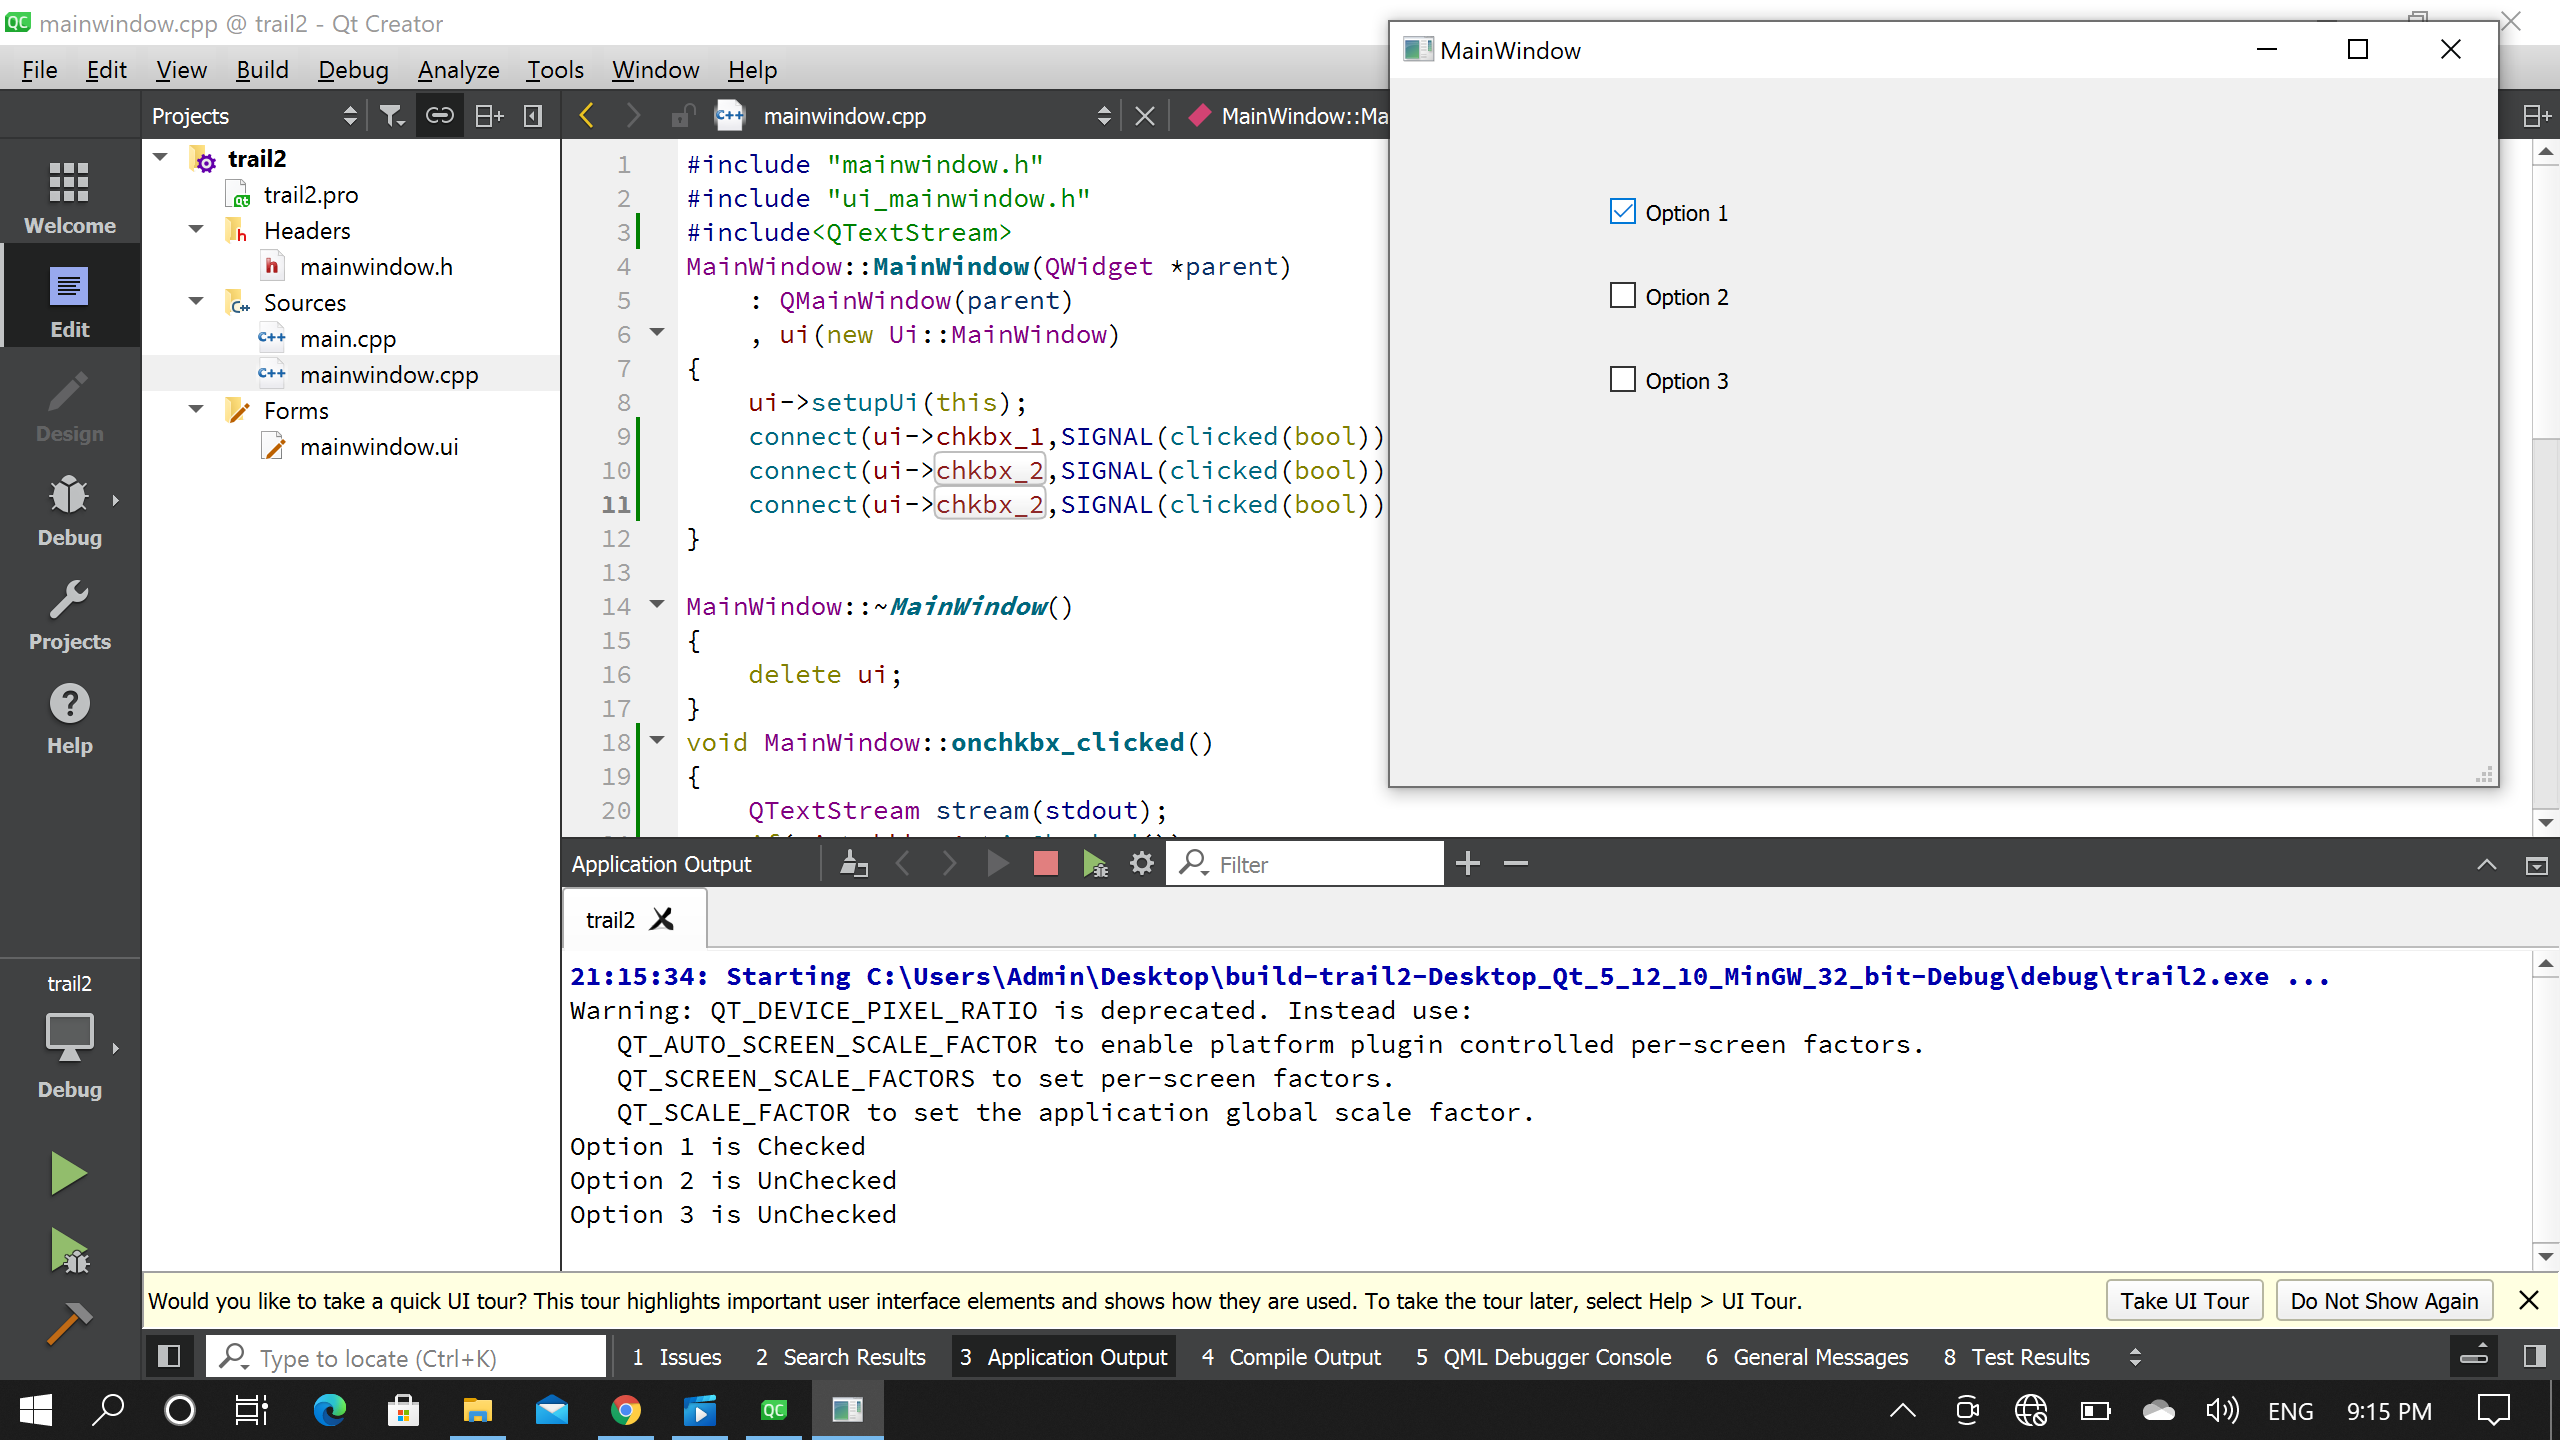 mainwindow.cpp @ trail2 - Qt Creator
File Edit View Build Debug Analyze Tools Window Help
Projects
mainwindow.cpp
MainWindow::Ma
Welcome
Edit
Design
Debug
Projects
Help
trail2
Debug
trail2
trail2.pro
Headers
mainwindow.h
Sources
main.cpp
mainwindow.cpp
Forms
mainwindow.ui
1 #include "mainwindow.h"
2 #include "ui_mainwindow.h"
3 #include<QTextStream>
4 MainWindow::MainWindow(QWidget *parent)
5 : QMainWindow(parent)
6 , ui(new Ui::MainWindow)
7 {
8 ui->setupUi(this);
9 connect(ui->chkbx_1,SIGNAL(clicked(bool))
10 connect(ui->chkbx_2,SIGNAL(clicked(bool))
11 connect(ui->chkbx_2,SIGNAL(clicked(bool))
12 }
13
14 MainWindow::~MainWindow()
15 {
16 delete ui;
17 }
18 void MainWindow::onchkbx_clicked()
19 {
20 QTextStream stream(stdout);
MainWindow
Option 1
Option 2
Option 3
Application Output
Filter
trail2
21:15:34: Starting C:\Users\Admin\Desktop\build-trail2-Desktop_Qt_5_12_10_MinGW_32_bit-Debug\debug\trail2.exe ...
Warning: QT_DEVICE_PIXEL_RATIO is deprecated. Instead use:
QT_AUTO_SCREEN_SCALE_FACTOR to enable platform plugin controlled per-screen factors.
QT_SCREEN_SCALE_FACTORS to set per-screen factors.
QT_SCALE_FACTOR to set the application global scale factor.
Option 1 is Checked
Option 2 is UnChecked
Option 3 is UnChecked
Would you like to take a quick UI tour? This tour highlights important user interface elements and shows how they are used. To take the tour later, select Help > UI Tour.
Take UI Tour
Do Not Show Again
Type to locate (Ctrl+K)
1 Issues 2 Search Results 3 Application Output 4 Compile Output 5 QML Debugger Console 6 General Messages 8 Test Results
ENG 9:15 PM